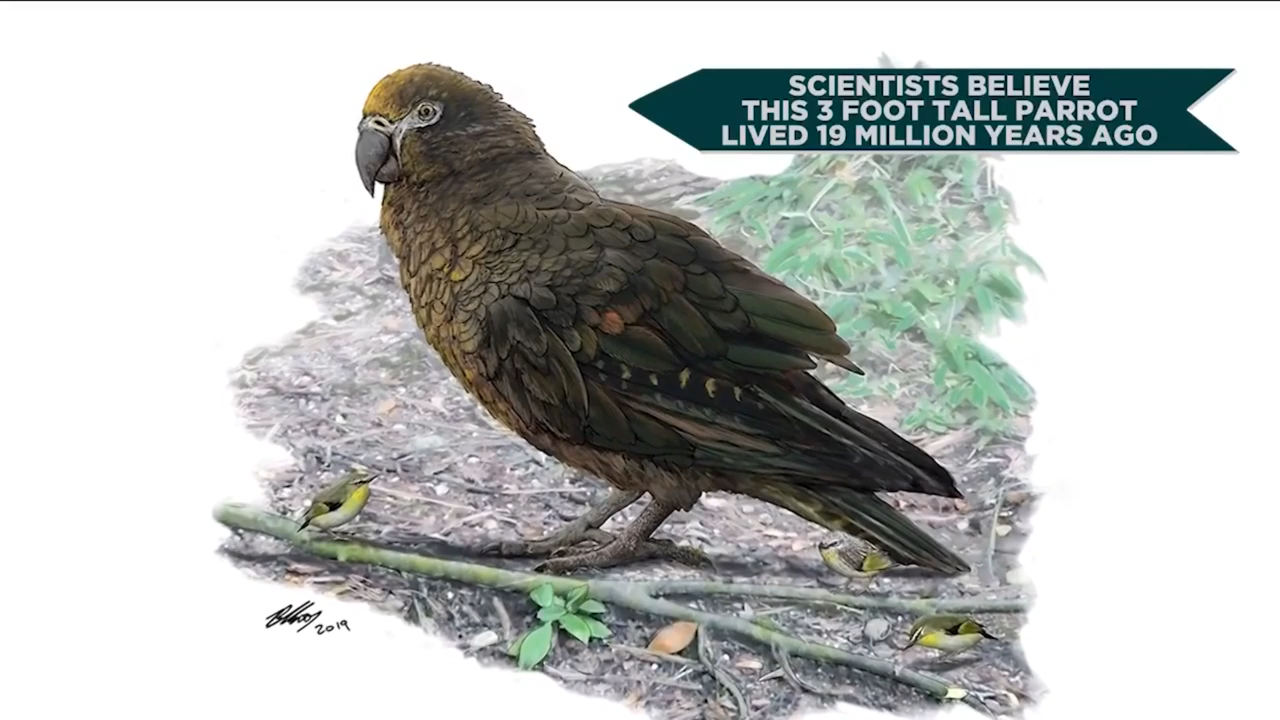 SCIENTISTS BELIEVE
THIS 3 FOOT TALL PARROT
LIVED 19 MILLION YEARS AGO
2019